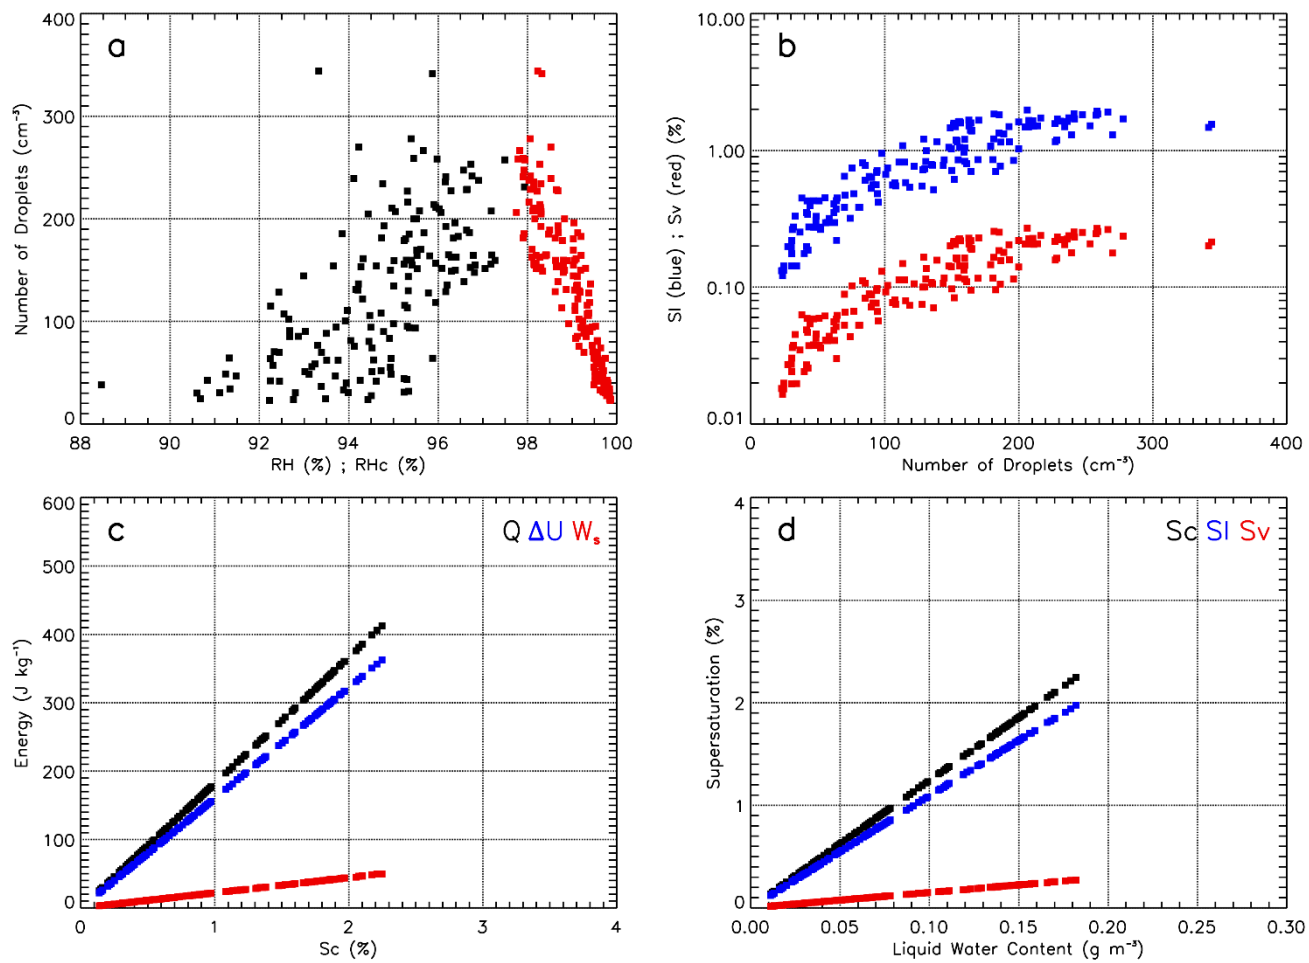 a
400
300
200
100
0
Number of Droplets (cm⁻³)
88 90 92 94 96 98 100
RH (%) ; RHc (%)
b
10.00
1.00
0.10
0.01
Sl (blue) ; Sv (red) (%)
0 100 200 300 400
Number of Droplets (cm⁻³)
c
Q ΔU Wₛ
600
500
400
300
200
100
0
Energy (J kg⁻¹)
0 1 2 3 4
Sc (%)
d
Sc Sl Sv
4
3
2
1
0
Supersaturation (%)
0.00 0.05 0.10 0.15 0.20 0.25 0.30
Liquid Water Content (g m⁻³)